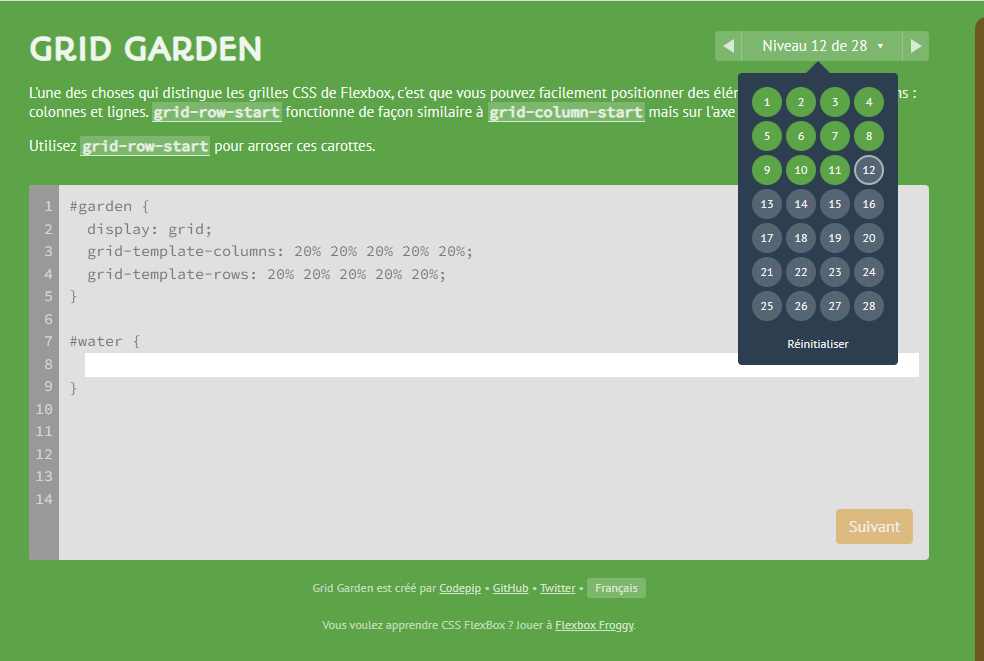 GRID GARDEN
Niveau 12 de 28
L'une des choses qui distingue les grilles CSS de Flexbox, c'est que vous pouvez facilement positionner des élém s :
colonnes et lignes. grid-row-start fonctionne de façon similaire à grid-column-start mais sur l'axe
Utilisez grid-row-start pour arroser ces carottes.
1 2 3 4
5 6 7 8
9 10 11 12
13 14 15 16
17 18 19 20
21 22 23 24
25 26 27 28
Réinitialiser
1 #garden {
2 display: grid;
3 grid-template-columns: 20% 20% 20% 20% 20%;
4 grid-template-rows: 20% 20% 20% 20% 20%;
5 }
6
7 #water {
8
9 }
10
11
12
13
14
Suivant
Grid Garden est créé par Codepip • GitHub • Twitter • Français
Vous voulez apprendre CSS FlexBox ? Jouer à Flexbox Froggy.